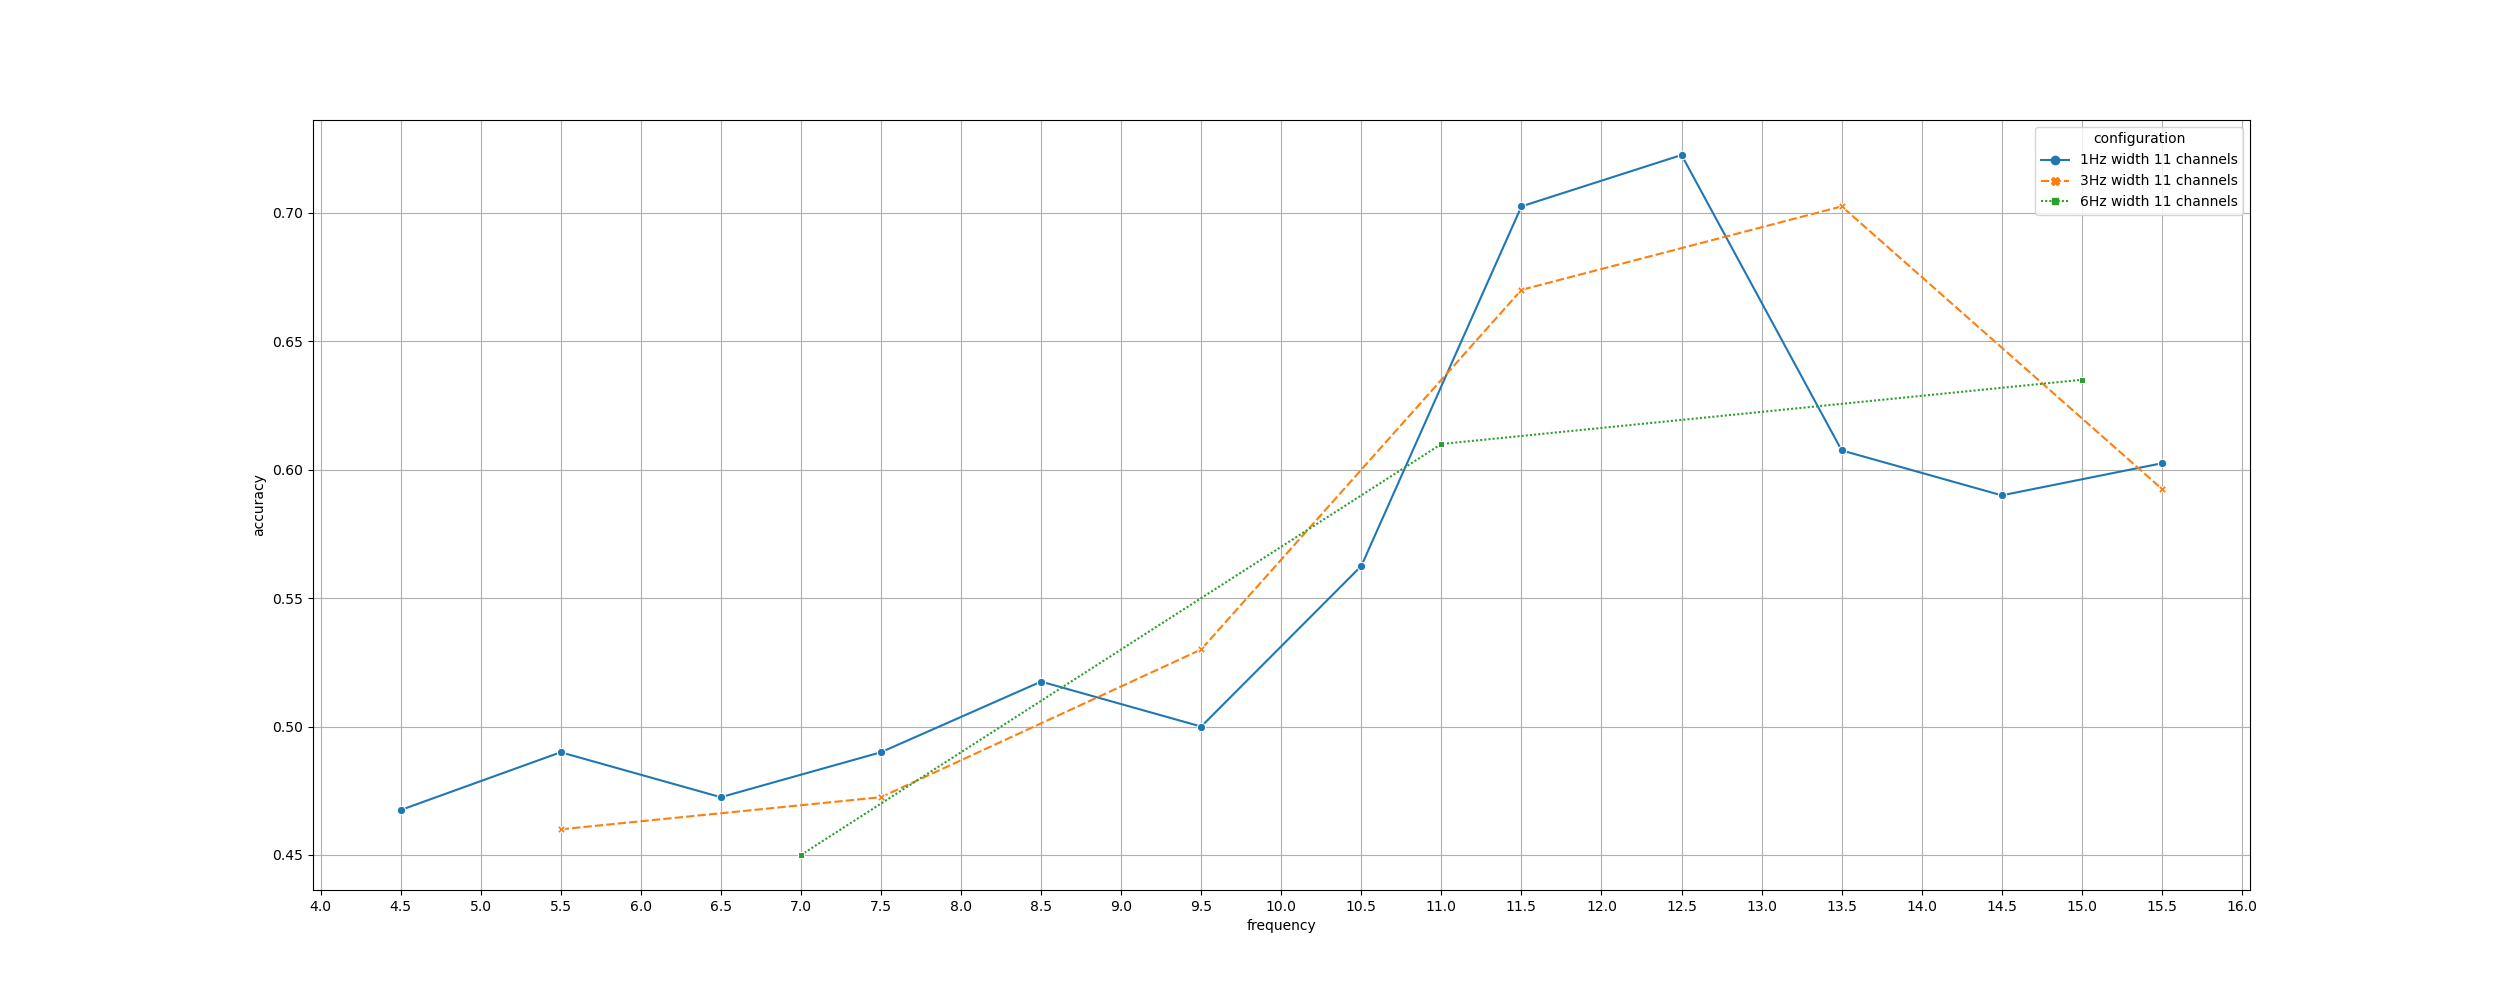 configuration
1Hz width 11 channels
3Hz width 11 channels
6Hz width 11 channels
0.70
0.65
0.60
0.55
0.50
0.45
accuracy
4.0 4.5 5.0 5.5 6.0 6.5 7.0 7.5 8.0 8.5 9.0 9.5 10.0 10.5 11.0 11.5 12.0 12.5 13.0 13.5 14.0 14.5 15.0 15.5 16.0
frequency